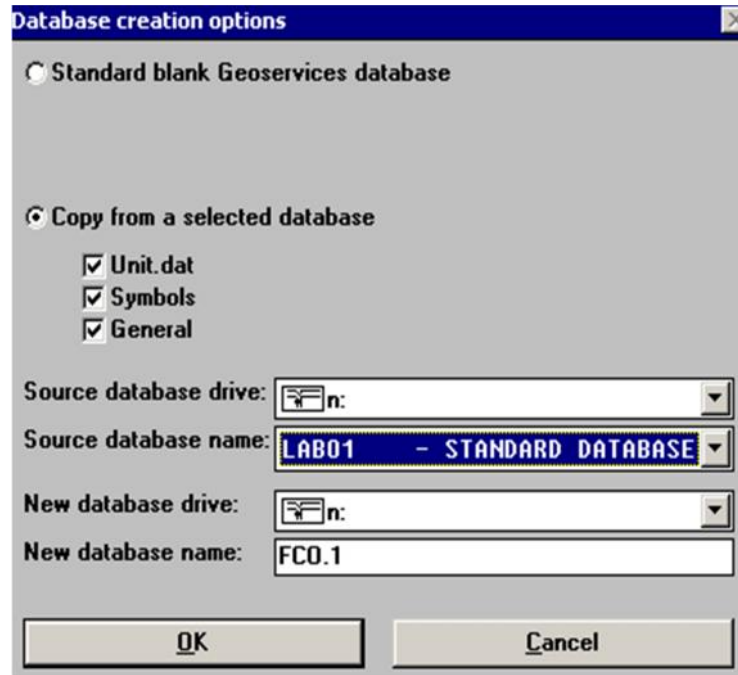 Database creation options
Standard blank Geoservices database
Copy from a selected database
Unit.dat
Symbols
General
Source database drive: n:
Source database name: LAB01 - STANDARD DATABASE
New database drive: n:
New database name: FCO.1
OK Cancel